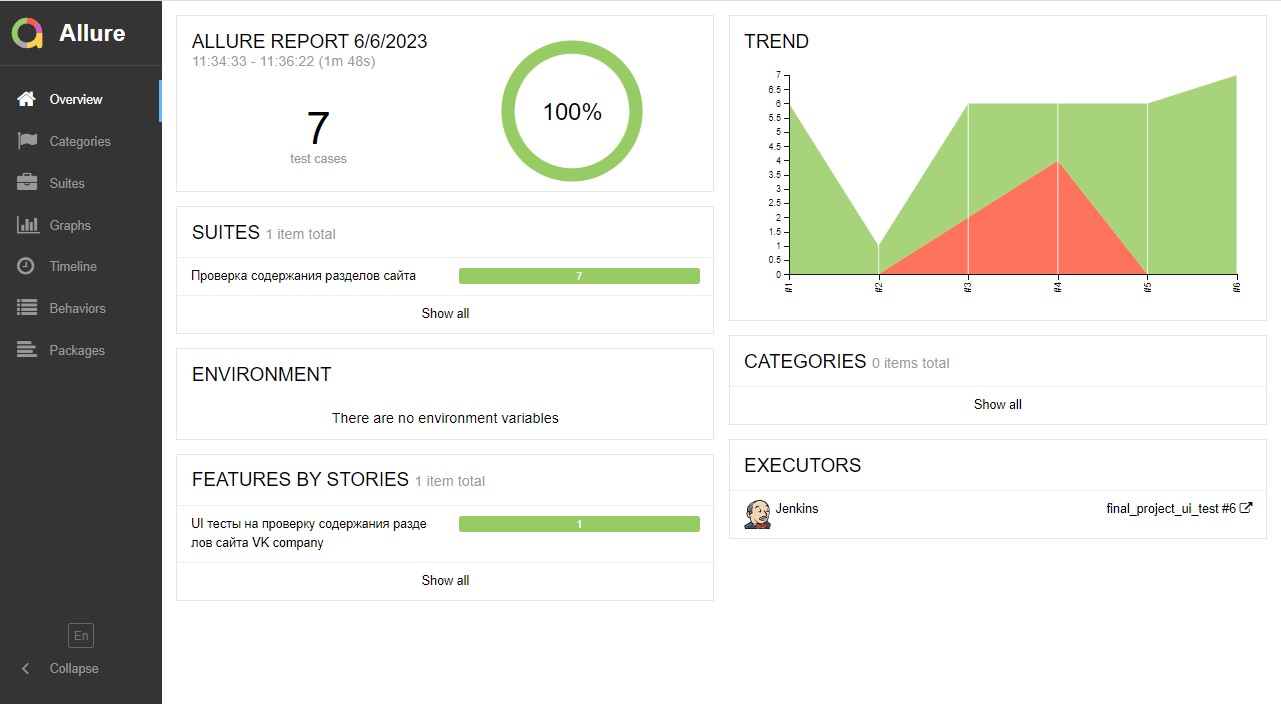 Allure
Overview
Categories
Suites
Graphs
Timeline
Behaviors
Packages
En
Collapse
ALLURE REPORT 6/6/2023
11:34:33 - 11:36:22 (1m 48s)
7
test cases
100%
SUITES 1 item total
Проверка содержания разделов сайта 7
Show all
ENVIRONMENT
There are no environment variables
FEATURES BY STORIES 1 item total
UI тесты на проверку содержания разде 1
лов сайта VK company
Show all
TREND
7
6.5
6
5.5
5
4.5
4
3.5
3
2.5
2
1.5
1
0.5
0
#1 #2 #3 #4 #5 #6
CATEGORIES 0 items total
Show all
EXECUTORS
Jenkins final_project_ui_test #6